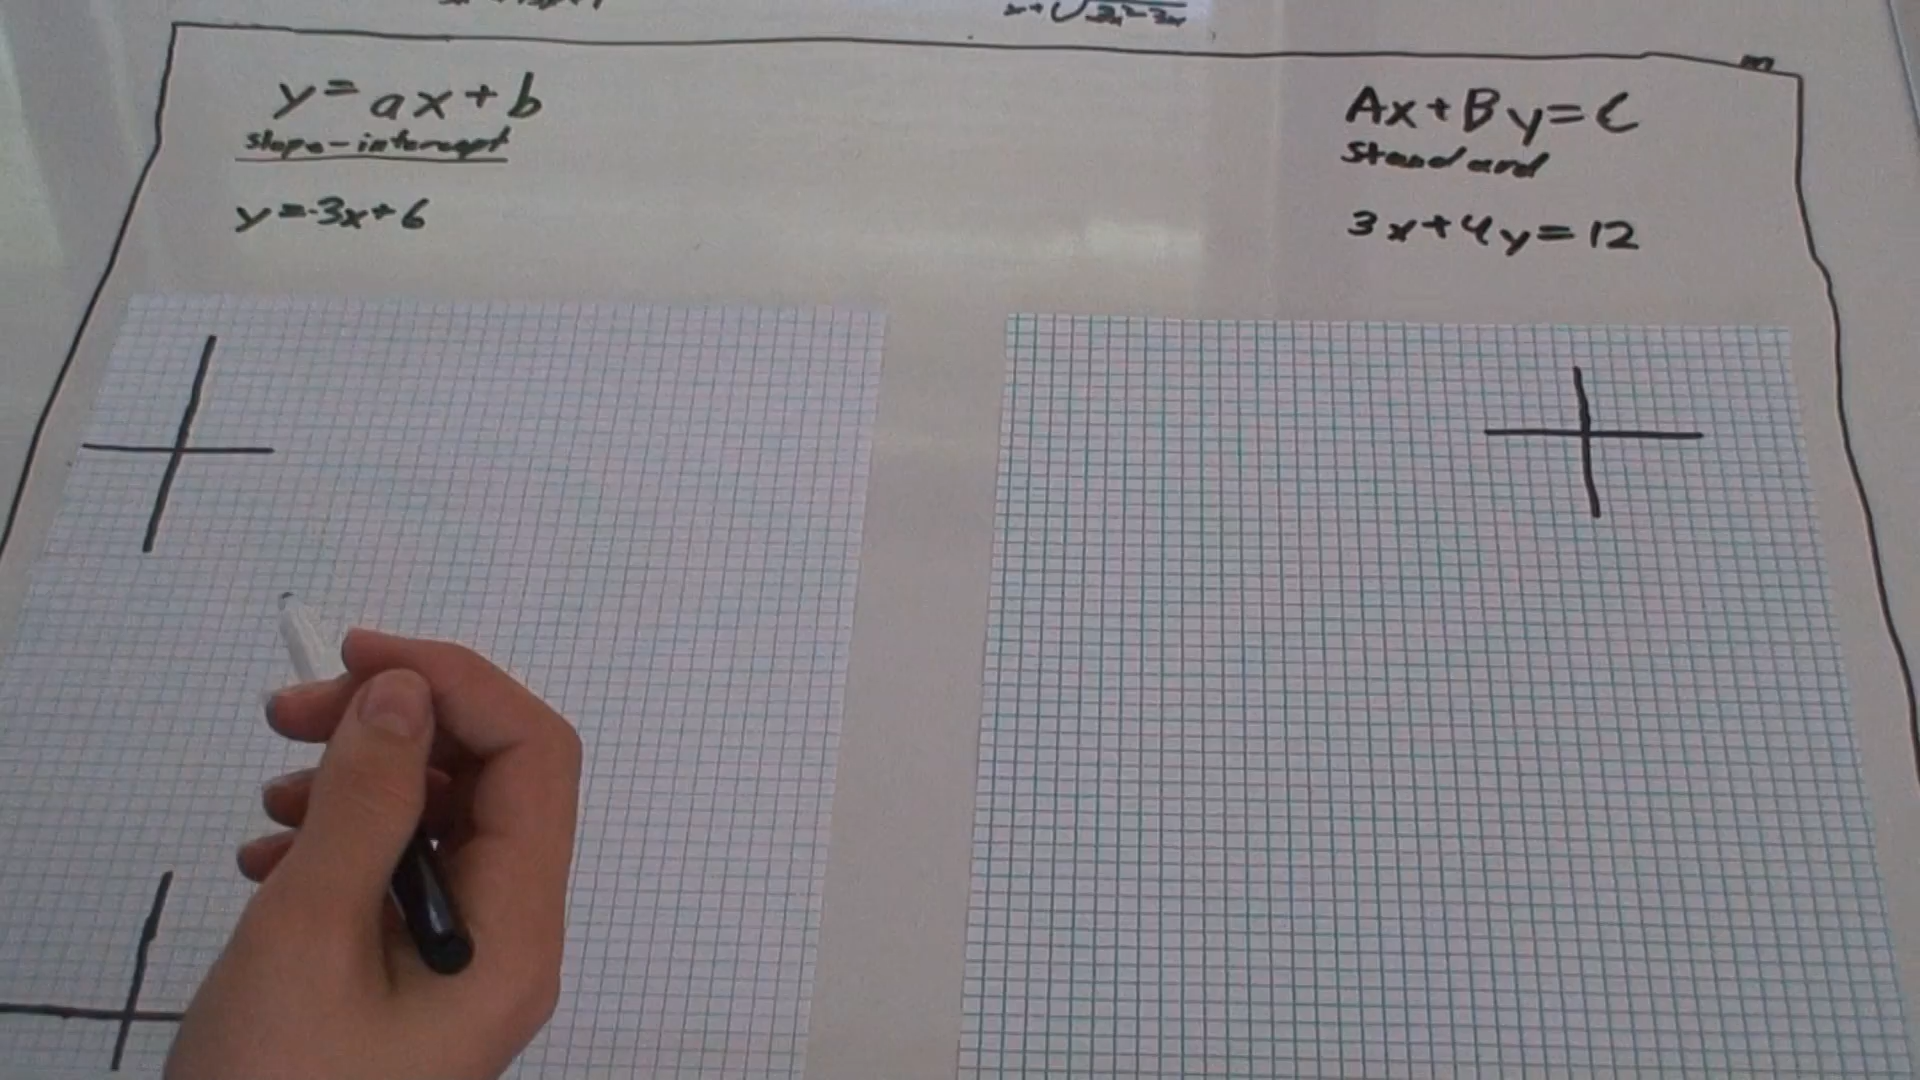 y=ax+b
slope-intercept
y=-3x+6
Ax+By=C
Standard
3x+4y=12